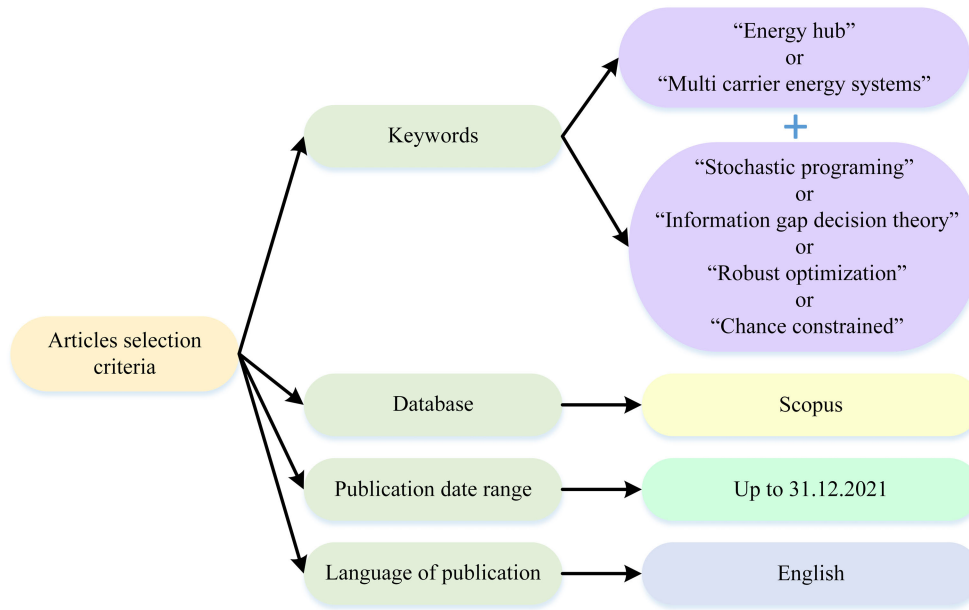 Articles selection
criteria
Keywords
“Energy hub”
or
“Multi carrier energy systems”
+
“Stochastic programing”
or
“Information gap decision theory”
or
“Robust optimization”
or
“Chance constrained”
Database
Scopus
Publication date range
Up to 31.12.2021
Language of publication
English